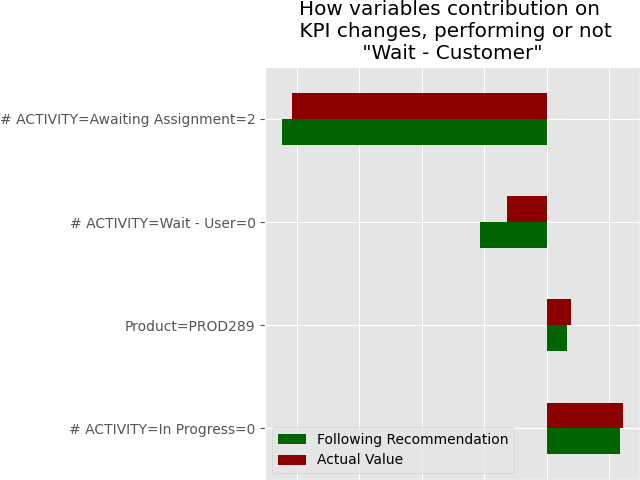 How variables contribution on
KPI changes, performing or not
"Wait - Customer"
# ACTIVITY=Awaiting Assignment=2
# ACTIVITY=Wait - User=0
Product=PROD289
# ACTIVITY=In Progress=0
Following Recommendation
Actual Value